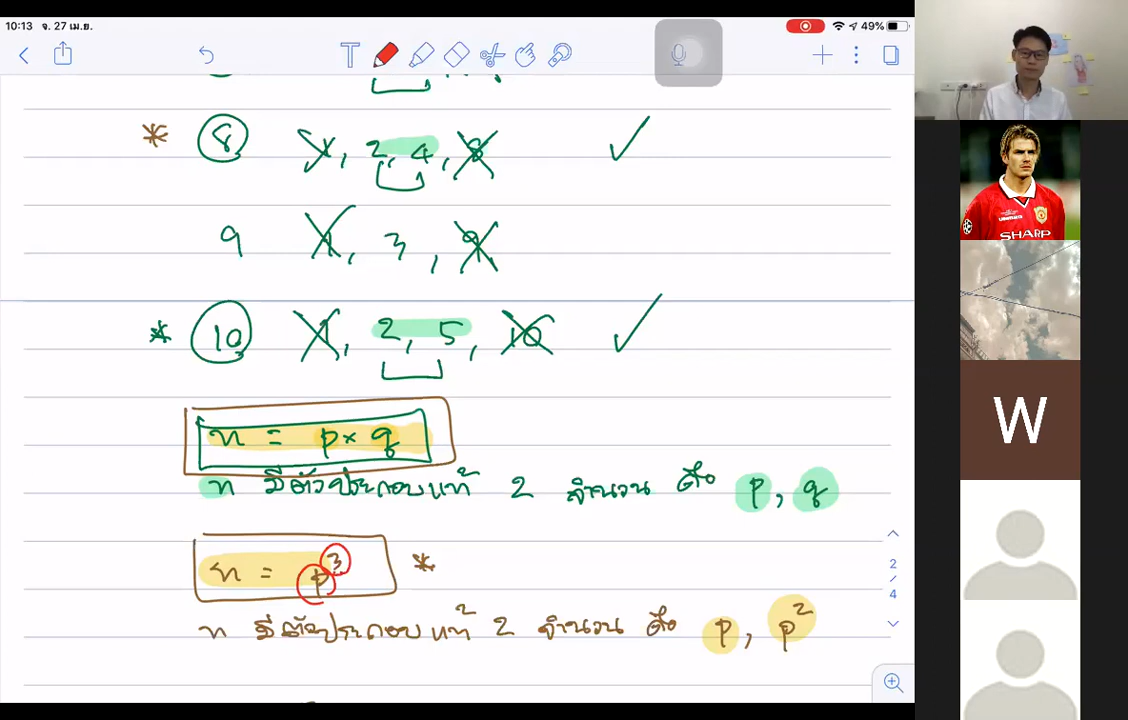 10:13 จ. 27 เม.ย. 49%
* 8 1, 2, 4, 8 ✓
9 1, 3, 9
* 10 1, 2, 5, 10 ✓
n = p × q
n มีตัวประกอบแท้ 2 จำนวน คือ p, q
n = p³ *
n มีตัวประกอบแท้ 2 จำนวน คือ p, p²
2
/
4
SHARP
W